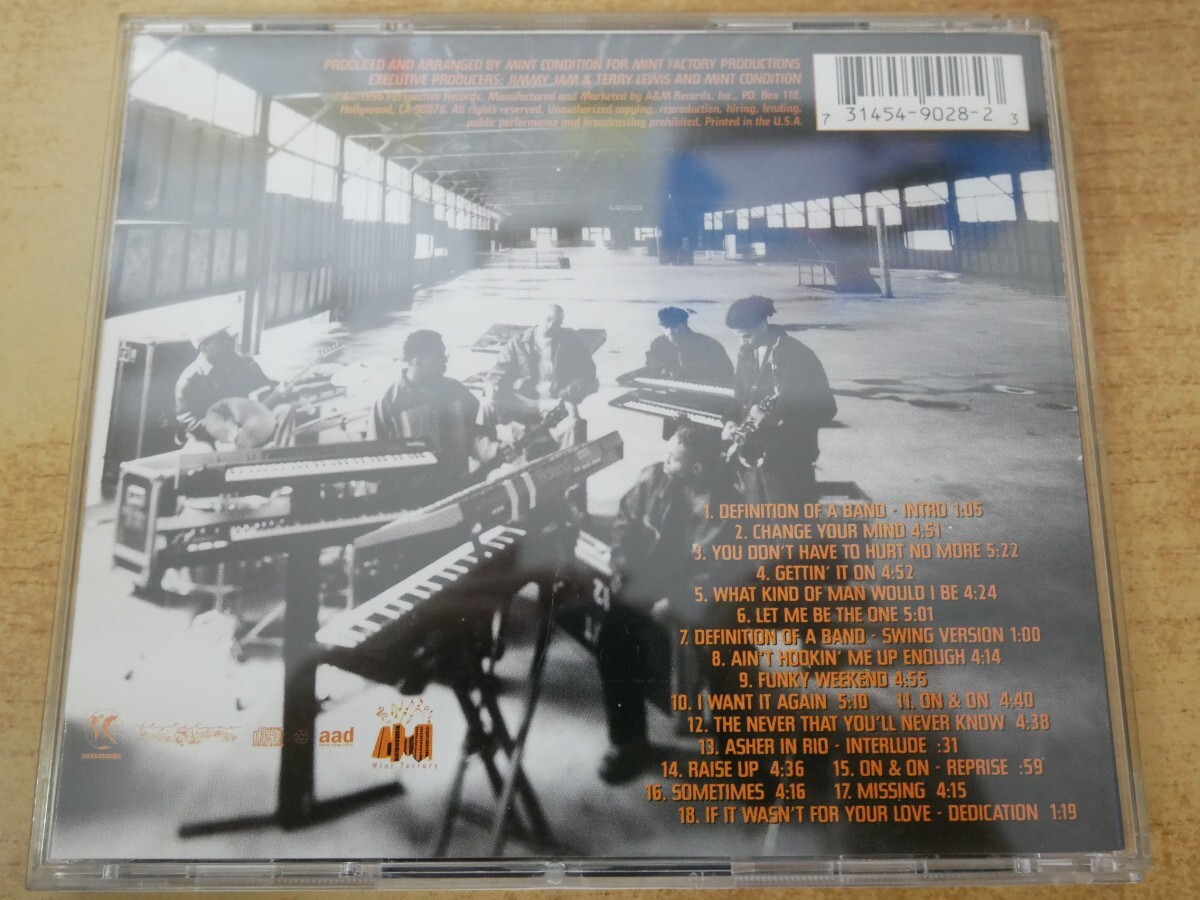 PRODUCED AND ARRANGED BY MINT CONDITION FOR MINT FACTORY PRODUCTIONS
EXECUTIVE PRODUCERS: JIMMY JAM & TERRY LEWIS AND MINT CONDITION
1996 Perspective Records. Manufactured and Marketed by A&M Records, Inc., P.O. Box 118,
Hollywood, CA 90078. All rights reserved. Unauthorized copying, reproduction, hiring, lending,
public performance and broadcasting prohibited. Printed in the U.S.A.
7 31454-9028-2 3
Roland
1. DEFINITION OF A BAND - INTRO 1:05
2. CHANGE YOUR MIND 4:51
3. YOU DON'T HAVE TO HURT NO MORE 5:22
4. GETTIN' IT ON 4:52
5. WHAT KIND OF MAN WOULD I BE 4:24
6. LET ME BE THE ONE 5:01
7. DEFINITION OF A BAND - SWING VERSION 1:00
8. AIN'T HOOKIN' ME UP ENOUGH 4:14
9. FUNKY WEEKEND 4:55
10. I WANT IT AGAIN 5:10 11. ON & ON 4:40
12. THE NEVER THAT YOU'LL NEVER KNOW 4:38
13. ASHER IN RIO - INTERLUDE :31
14. RAISE UP 4:36 15. ON & ON - REPRISE :59
16. SOMETIMES 4:16 17. MISSING 4:15
18. IF IT WASN'T FOR YOUR LOVE - DEDICATION 1:19
disc
aad
Mint Factory